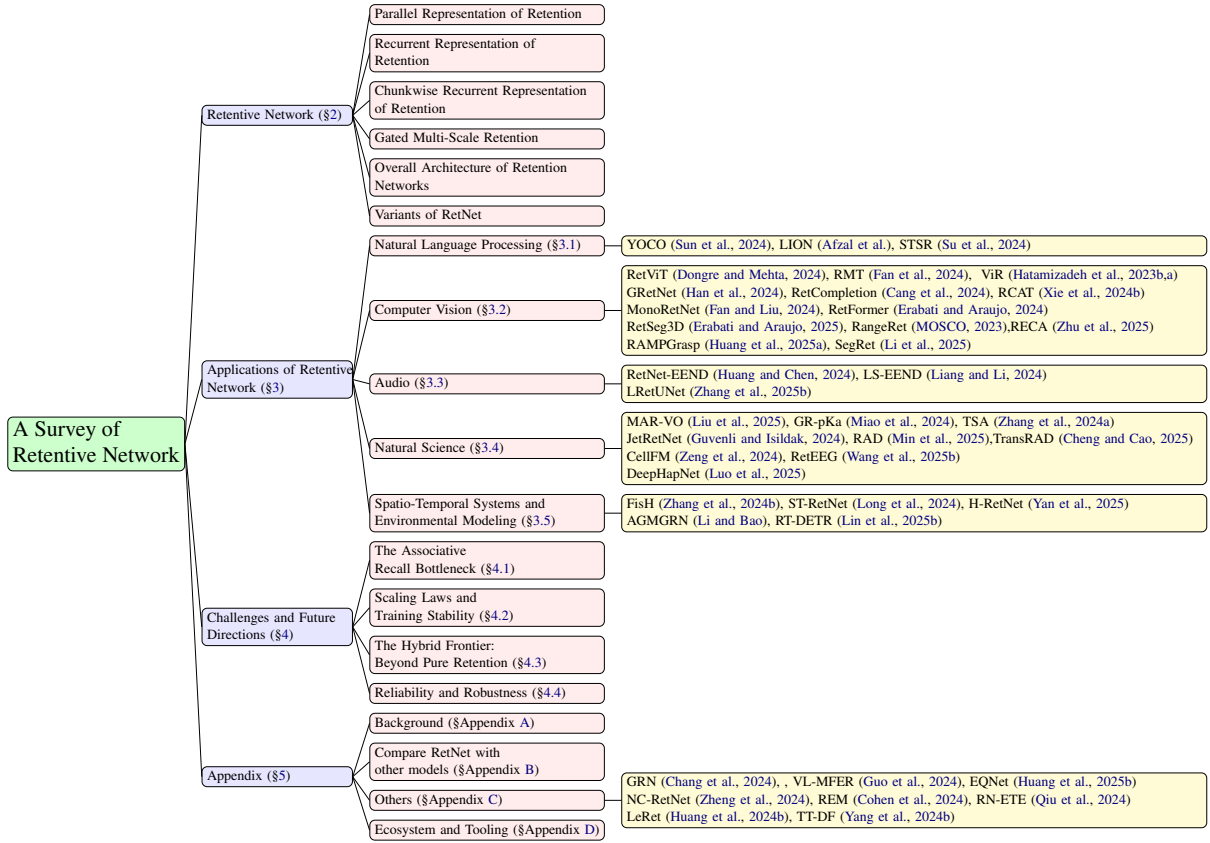 A Survey of
Retentive Network
Retentive Network (§2)
Parallel Representation of Retention
Recurrent Representation of
Retention
Chunkwise Recurrent Representation
of Retention
Gated Multi-Scale Retention
Overall Architecture of Retention
Networks
Variants of RetNet
Applications of Retentive
Network (§3)
Natural Language Processing (§3.1)
YOCO (Sun et al., 2024), LION (Afzal et al.), STSR (Su et al., 2024)
Computer Vision (§3.2)
RetViT (Dongre and Mehta, 2024), RMT (Fan et al., 2024), ViR (Hatamizadeh et al., 2023b,a)
GRetNet (Han et al., 2024), RetCompletion (Cang et al., 2024), RCAT (Xie et al., 2024b)
MonoRetNet (Fan and Liu, 2024), RetFormer (Erabati and Araujo, 2024)
RetSeg3D (Erabati and Araujo, 2025), RangeRet (MOSCO, 2023),RECA (Zhu et al., 2025)
RAMPGrasp (Huang et al., 2025a), SegRet (Li et al., 2025)
Audio (§3.3)
RetNet-EEND (Huang and Chen, 2024), LS-EEND (Liang and Li, 2024)
LRetUNet (Zhang et al., 2025b)
Natural Science (§3.4)
MAR-VO (Liu et al., 2025), GR-pKa (Miao et al., 2024), TSA (Zhang et al., 2024a)
JetRetNet (Guvenli and Isildak, 2024), RAD (Min et al., 2025),TransRAD (Cheng and Cao, 2025)
CellFM (Zeng et al., 2024), RetEEG (Wang et al., 2025b)
DeepHapNet (Luo et al., 2025)
Spatio-Temporal Systems and
Environmental Modeling (§3.5)
FisH (Zhang et al., 2024b), ST-RetNet (Long et al., 2024), H-RetNet (Yan et al., 2025)
AGMGRN (Li and Bao), RT-DETR (Lin et al., 2025b)
Challenges and Future
Directions (§4)
The Associative
Recall Bottleneck (§4.1)
Scaling Laws and
Training Stability (§4.2)
The Hybrid Frontier:
Beyond Pure Retention (§4.3)
Reliability and Robustness (§4.4)
Appendix (§5)
Background (§Appendix A)
Compare RetNet with
other models (§Appendix B)
Others (§Appendix C)
GRN (Chang et al., 2024), , VL-MFER (Guo et al., 2024), EQNet (Huang et al., 2025b)
NC-RetNet (Zheng et al., 2024), REM (Cohen et al., 2024), RN-ETE (Qiu et al., 2024)
LeRet (Huang et al., 2024b), TT-DF (Yang et al., 2024b)
Ecosystem and Tooling (§Appendix D)